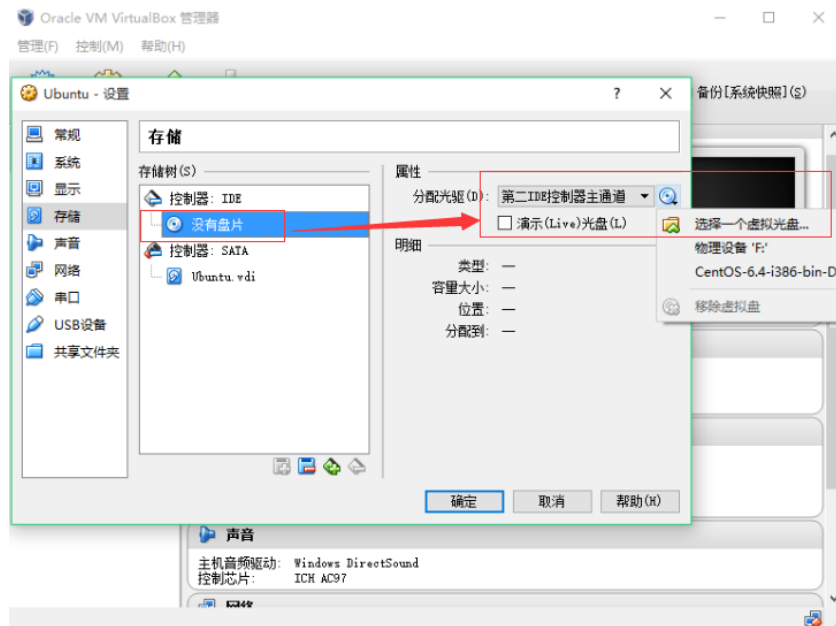 Oracle VM VirtualBox 管理器
管理(F) 控制(M) 帮助(H)
备份[系统快照](S)
Ubuntu - 设置
常规
系统
显示
存储
声音
网络
串口
USB设备
共享文件夹
存储
存储树(S)
控制器: IDE
没有盘片
控制器: SATA
Ubuntu.vdi
属性
分配光驱(D): 第二IDE控制器主通道
演示(Live)光盘(L)
明细
类型: —
容量大小: —
位置: —
分配到: —
选择一个虚拟光盘...
物理设备 'F:'
CentOS-6.4-i386-bin-D
移除虚拟盘
确定 取消 帮助(H)
声音
主机音频驱动: Windows DirectSound
控制芯片: ICH AC97
网络